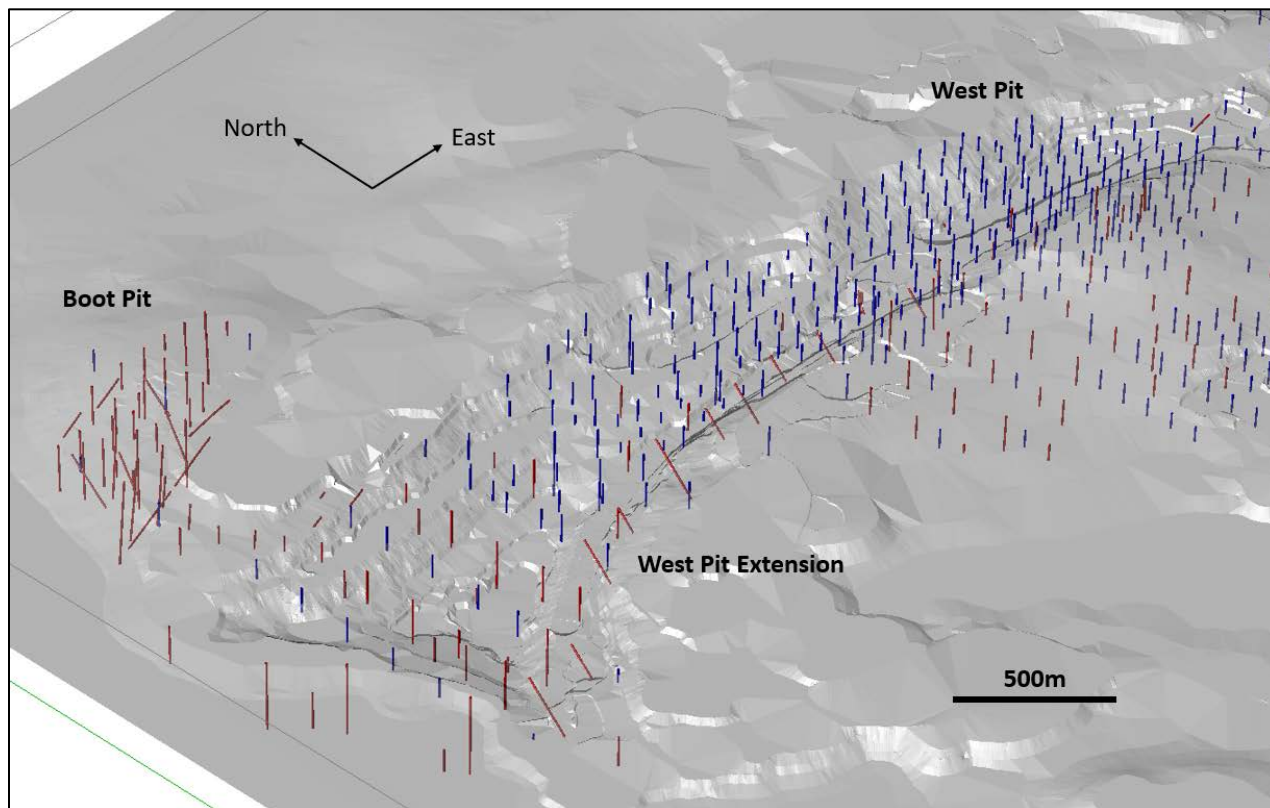 West Pit
North
East
Boot Pit
West Pit Extension
500m